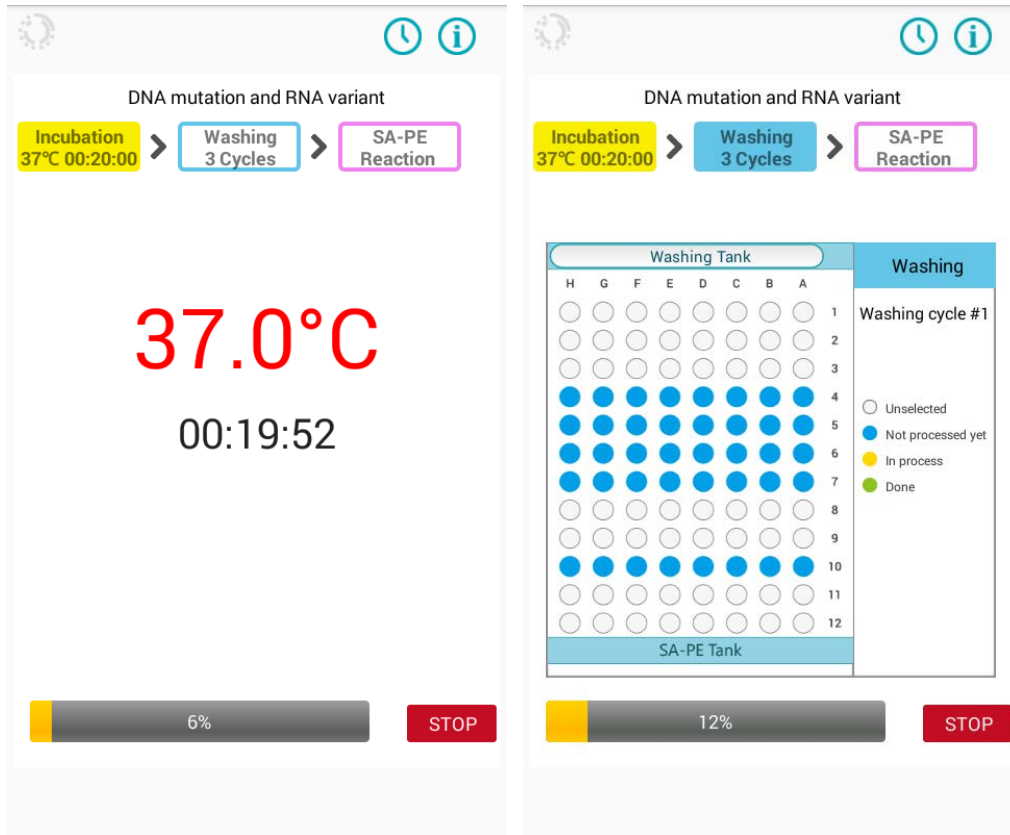 DNA mutation and RNA variant
Incubation
37℃ 00:20:00
Washing
3 Cycles
SA-PE
Reaction
37.0°C
00:19:52
6%
STOP
DNA mutation and RNA variant
Incubation
37℃ 00:20:00
Washing
3 Cycles
SA-PE
Reaction
Washing Tank
H G F E D C B A
1
2
3
4
5
6
7
8
9
10
11
12
SA-PE Tank
Washing
Washing cycle #1
Unselected
Not processed yet
In process
Done
12%
STOP